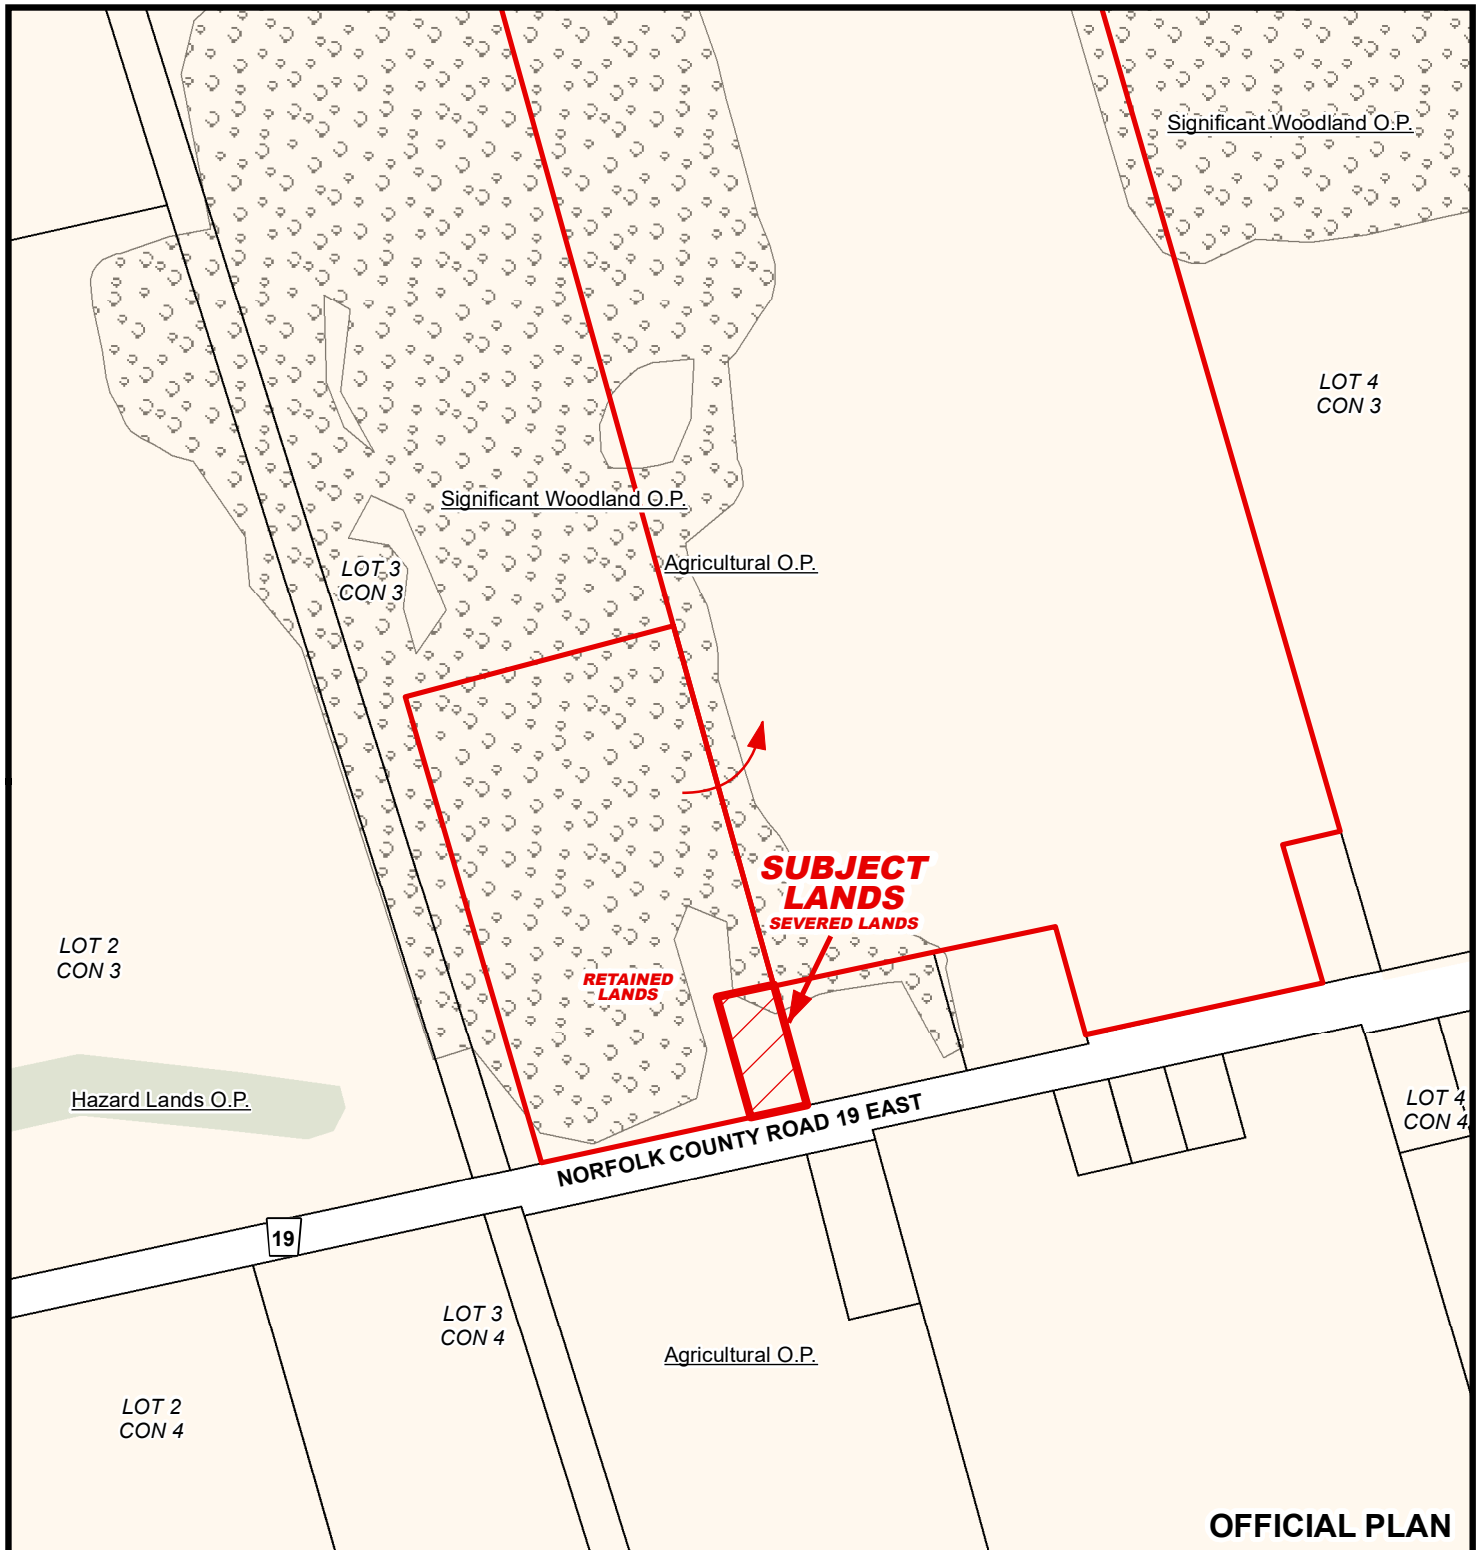 Significant Woodland O.P.
LOT 4
CON 3
Significant Woodland O.P.
Agricultural O.P.
LOT 3
CON 3
SUBJECT
LANDS
SEVERED LANDS
LOT 2
CON 3
RETAINED
LANDS
Hazard Lands O.P.
LOT 4
CON 4
NORFOLK COUNTY ROAD 19 EAST
19
LOT 3
CON 4
Agricultural O.P.
LOT 2
CON 4
OFFICIAL PLAN